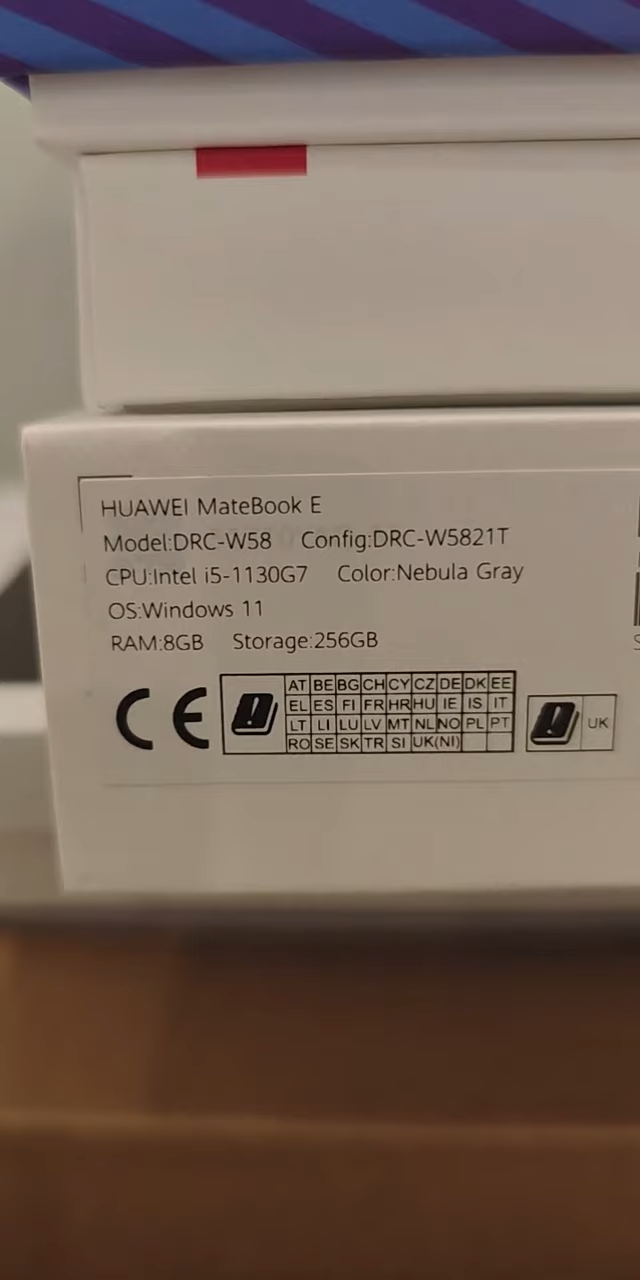 HUAWEI MateBook E
Model:DRC-W58 Config:DRC-W5821T
CPU:Intel i5-1130G7 Color:Nebula Gray
OS:Windows 11
RAM:8GB Storage:256GB
CE
AT BE BG CH CY CZ DE DK EE
EL ES FI FR HR HU IE IS IT
LT LI LU LV MT NL NO PL PT
RO SE SK TR SI UK(NI)
UK